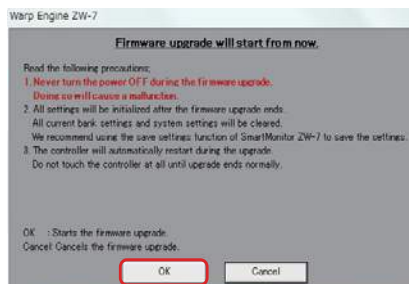 Warp Engine ZW-7
Firmware upgrade will start from now.
Read the following precautions;
1. Never turn the power OFF during the firmware upgrade.
Doing so will cause a malfunction.
2. All settings will be initialized after the firmware upgrade ends.
All current bank settings and system settings will be cleared.
We recommend using the save settings function of SmartMonitor ZW-7 to save the settings.
3. The controller will automatically restart during the upgrade.
Do not touch the controller at all until upgrade ends normally.
OK : Starts the firmware upgrade.
Cancel: Cancels the firmware upgrade.
OK Cancel